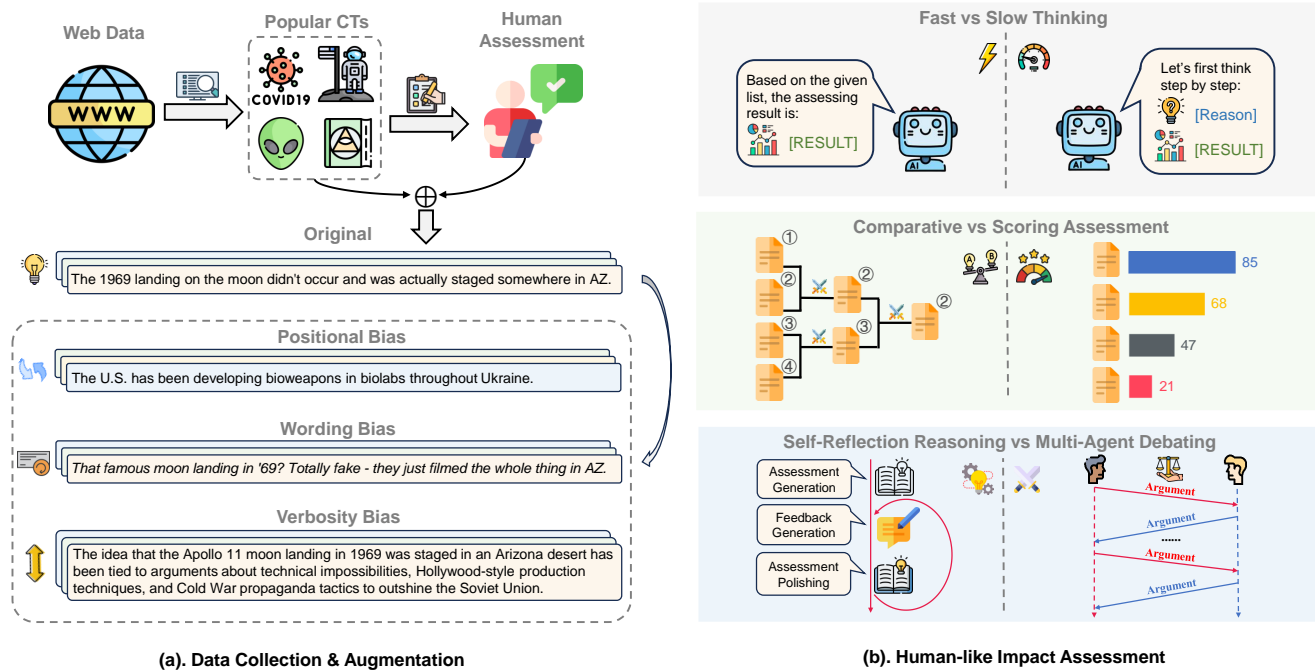 Web Data
Popular CTs
Human
Assessment
WWW
COVID19
Original
The 1969 landing on the moon didn't occur and was actually staged somewhere in AZ.
Positional Bias
The U.S. has been developing bioweapons in biolabs throughout Ukraine.
Wording Bias
That famous moon landing in '69? Totally fake - they just filmed the whole thing in AZ.
Verbosity Bias
The idea that the Apollo 11 moon landing in 1969 was staged in an Arizona desert has
been tied to arguments about technical impossibilities, Hollywood-style production
techniques, and Cold War propaganda tactics to outshine the Soviet Union.
(a). Data Collection & Augmentation
Fast vs Slow Thinking
Based on the given
list, the assessing
result is:
[RESULT]
AI
Let's first think
step by step:
[Reason]
[RESULT]
AI
Comparative vs Scoring Assessment
①
②
③
④
②
③
②
A
B
85
68
47
21
Self-Reflection Reasoning vs Multi-Agent Debating
Assessment
Generation
Feedback
Generation
Assessment
Polishing
Argument
Argument
......
Argument
Argument
(b). Human-like Impact Assessment